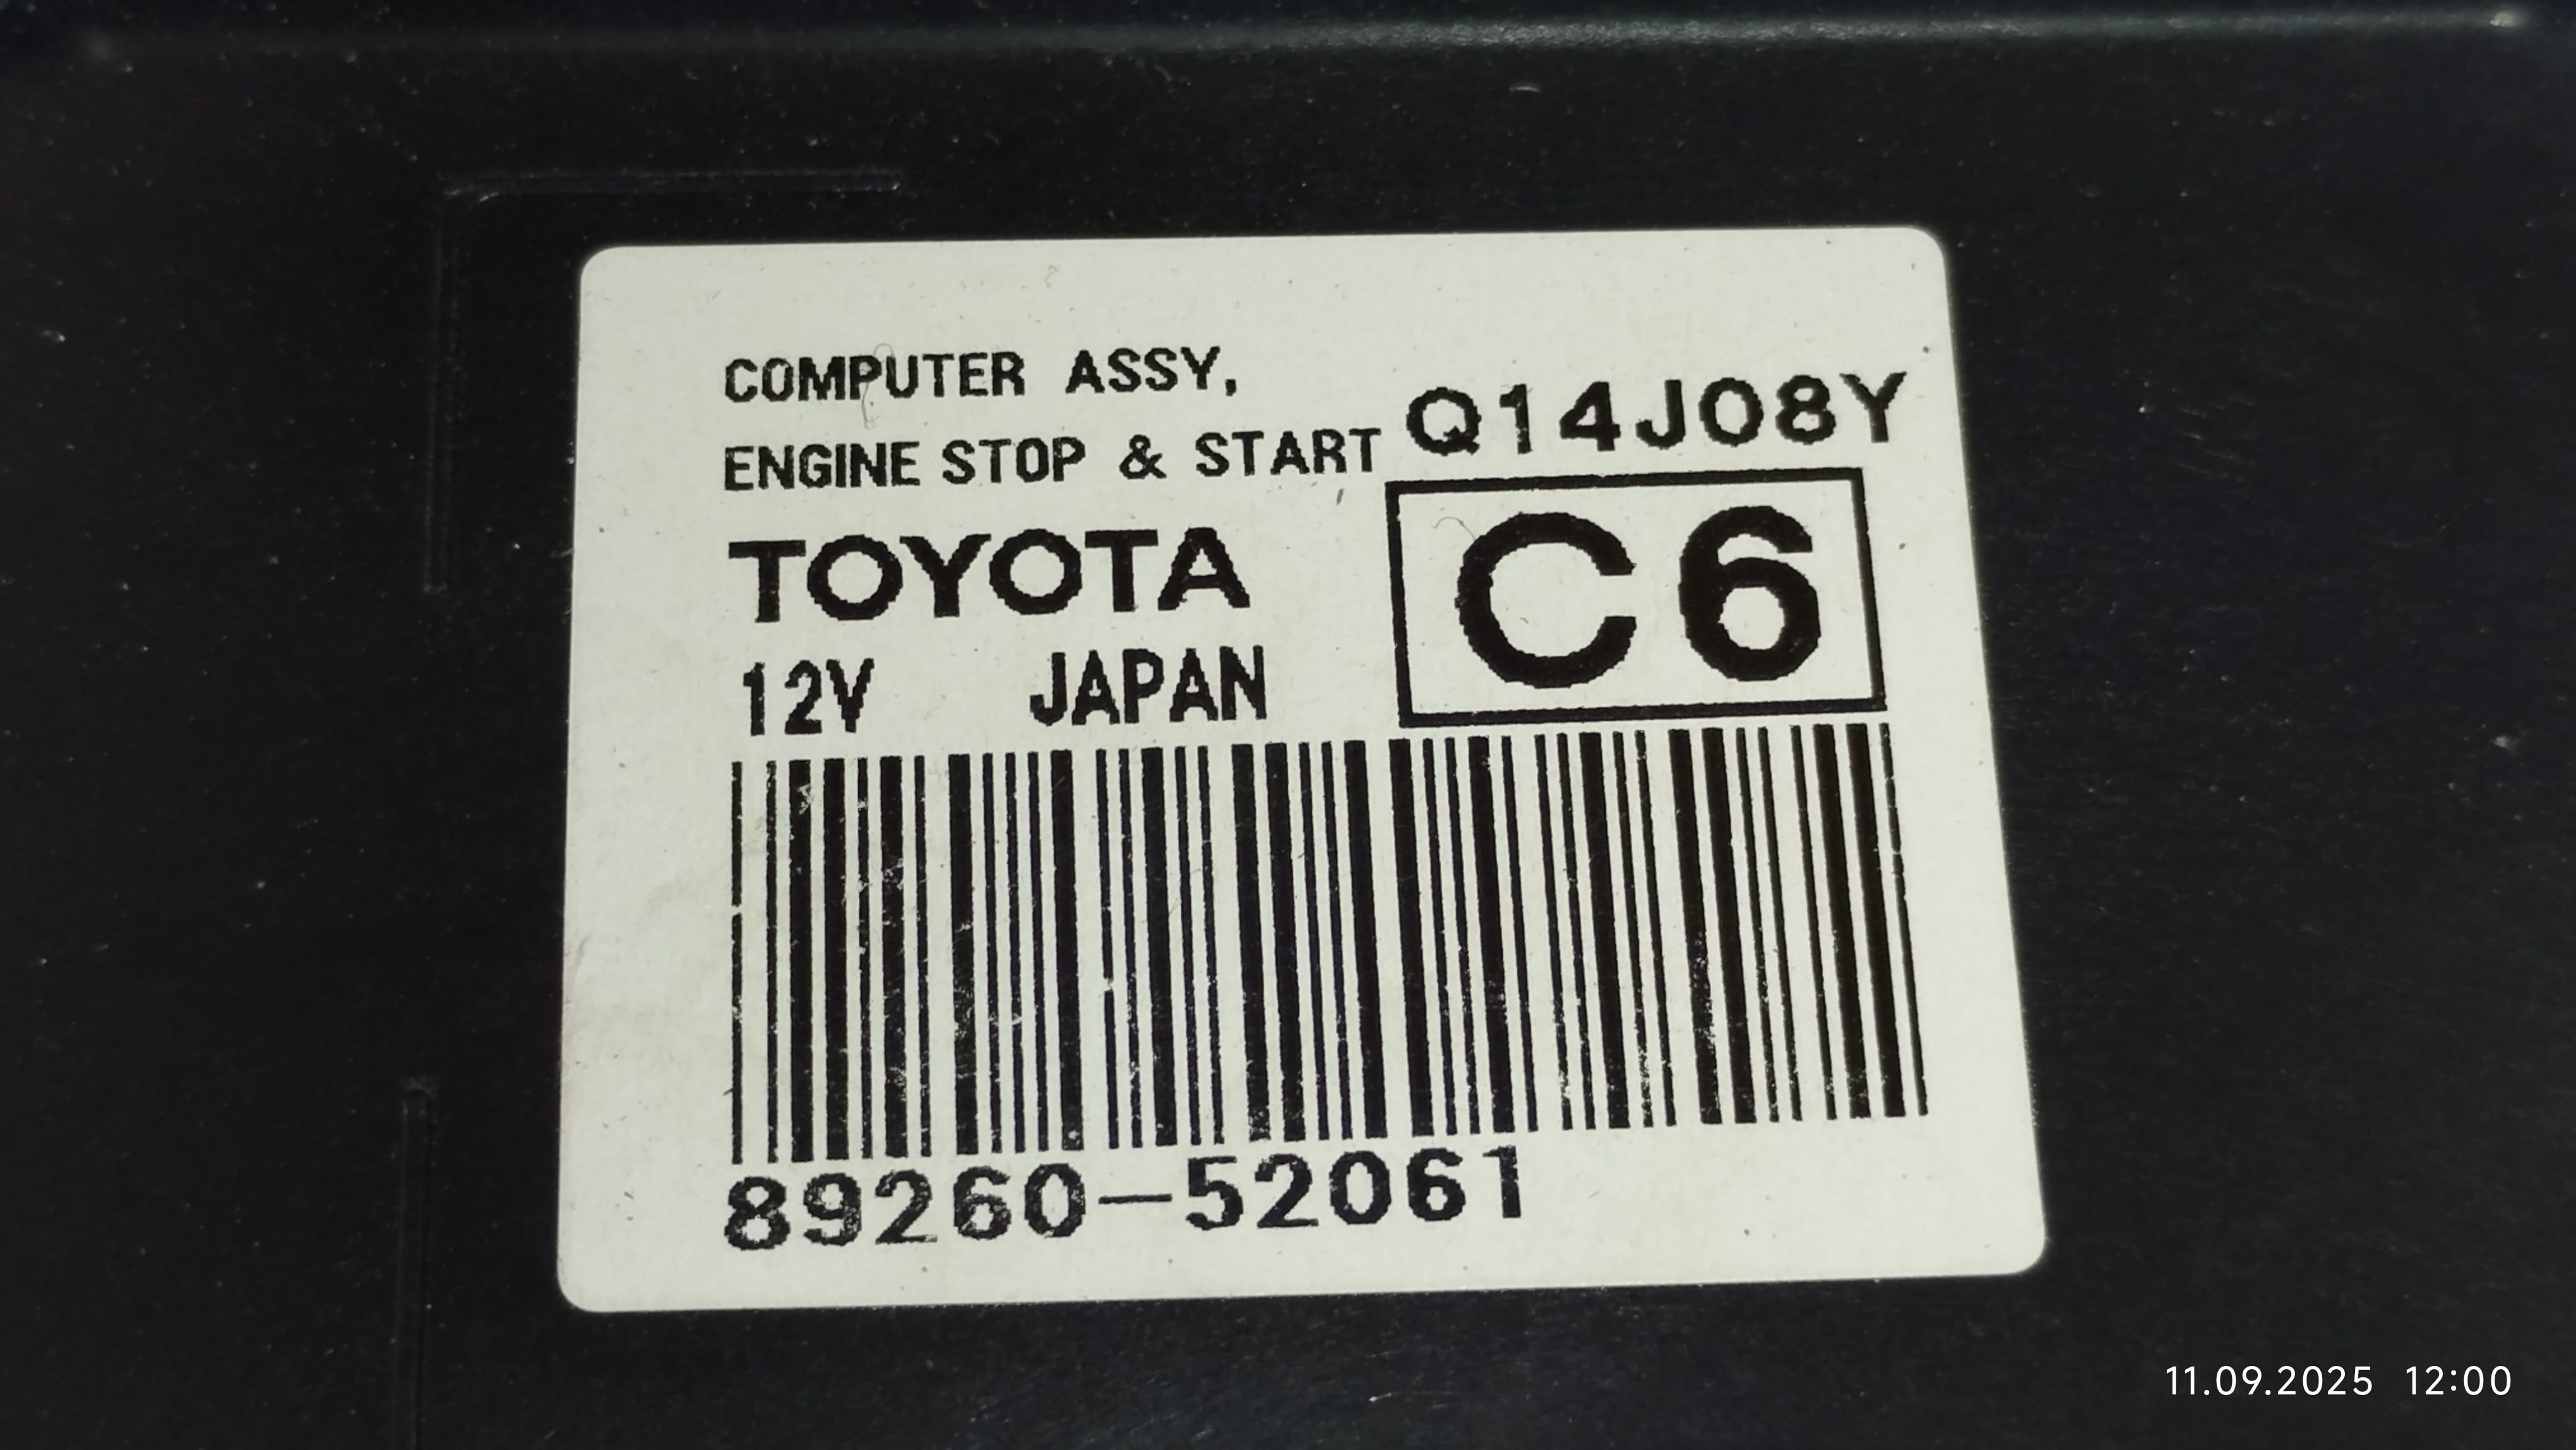 COMPUTER ASSY,
ENGINE STOP & START
Q14J08Y
TOYOTA
C6
12V JAPAN
89260-52061
11.09.2025 12:00